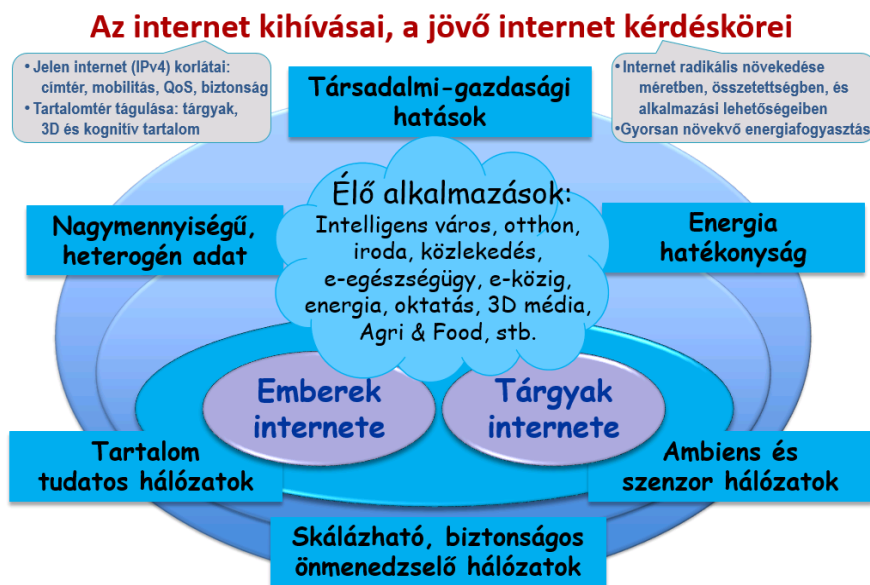 Az internet kihívásai, a jövő internet kérdéskörei
• Jelen internet (IPv4) korlátai:
címtér, mobilitás, QoS, biztonság
• Tartalomtér tágulása: tárgyak,
3D és kognitív tartalom
Társadalmi-gazdasági
hatások
• Internet radikális növekedése
méretben, összetettségben, és
alkalmazási lehetőségeiben
• Gyorsan növekvő energiafogyasztás
Élő alkalmazások:
Intelligens város, otthon,
iroda, közlekedés,
e-egészségügy, e-közig,
energia, oktatás, 3D média,
Agri & Food, stb.
Nagymennyiségű,
heterogén adat
Energia
hatékonyság
Emberek
internete
Tárgyak
internete
Tartalom
tudatos hálózatok
Ambiens és
szenzor hálózatok
Skálázható, biztonságos
önmenedzselő hálózatok